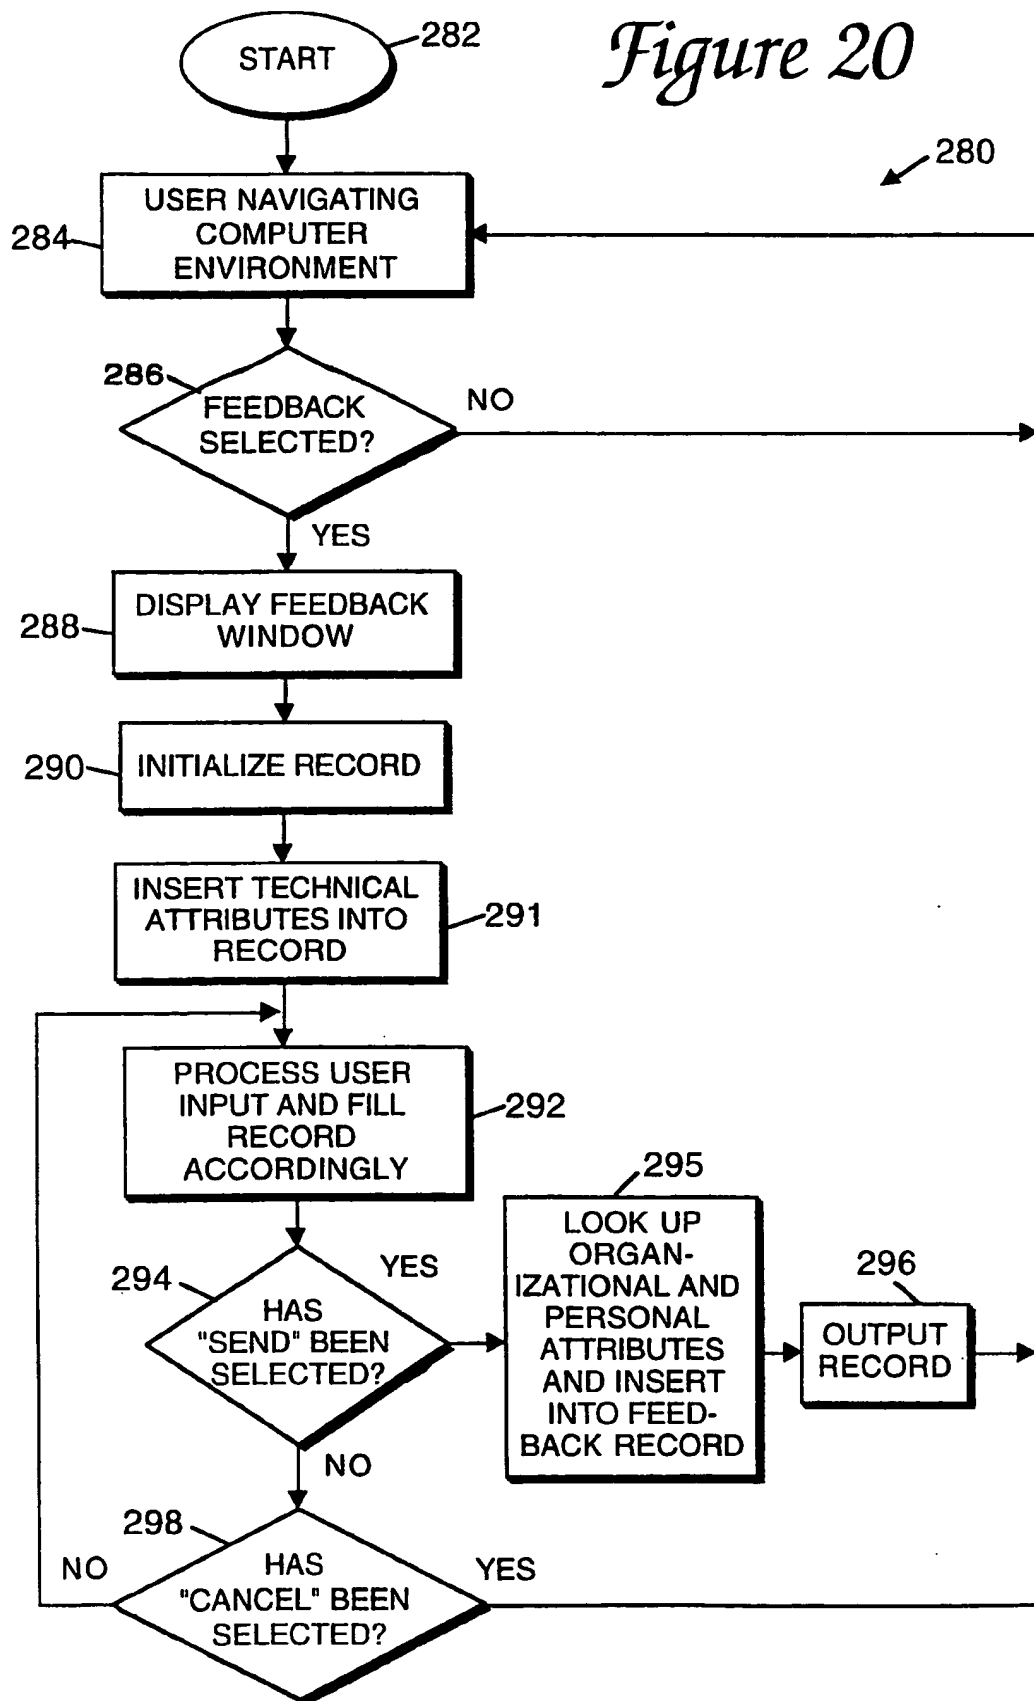 Figure 20
START
282
280
USER NAVIGATING
COMPUTER
ENVIRONMENT
284
286
FEEDBACK
SELECTED?
NO
YES
DISPLAY FEEDBACK
WINDOW
288
INITIALIZE RECORD
290
INSERT TECHNICAL
ATTRIBUTES INTO
RECORD
291
PROCESS USER
INPUT AND FILL
RECORD
ACCORDINGLY
292
294
HAS
"SEND" BEEN
SELECTED?
YES
NO
295
LOOK UP
ORGAN-
IZATIONAL AND
PERSONAL
ATTRIBUTES
AND INSERT
INTO FEED-
BACK RECORD
296
OUTPUT
RECORD
298
HAS
"CANCEL" BEEN
SELECTED?
NO
YES